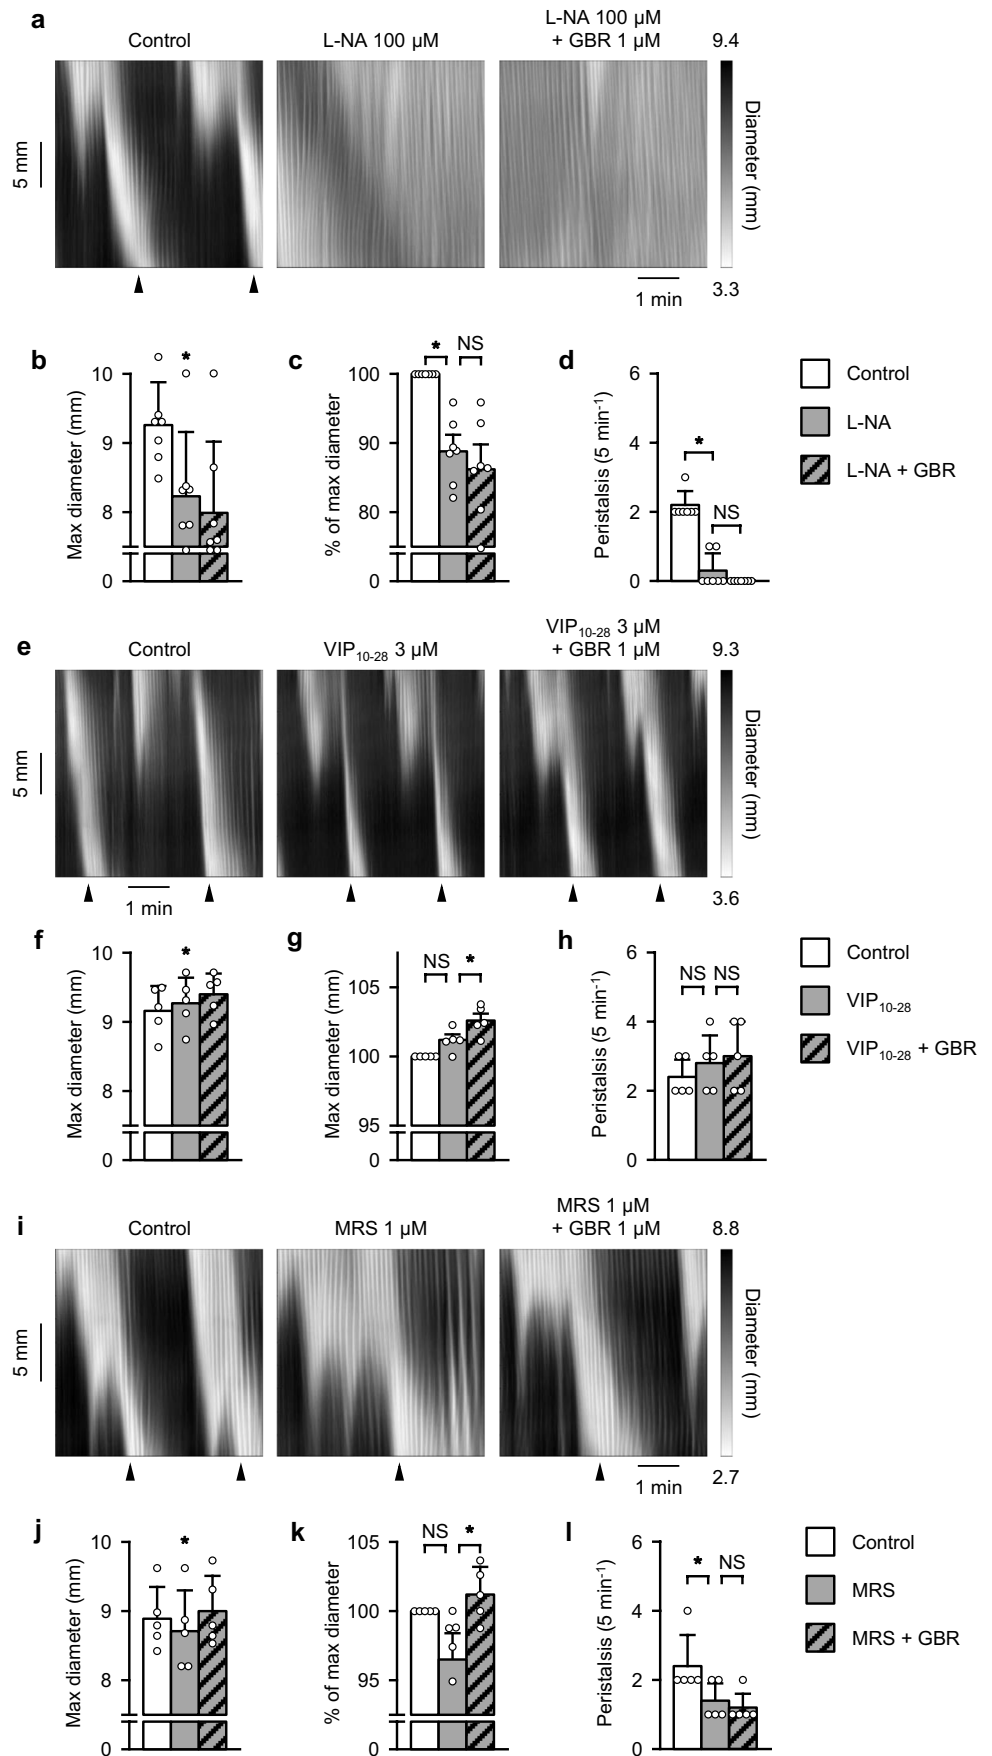 a
Control
L-NA 100 µM
L-NA 100 µM
+ GBR 1 µM
9.4
Diameter (mm)
3.3
5 mm
1 min
b
Max diameter (mm)
10
9
8
0
*
c
% of max diameter
100
90
80
0
*
NS
d
Peristalsis (5 min⁻¹)
6
4
2
0
*
NS
Control
L-NA
L-NA + GBR
e
Control
VIP₁₀₋₂₈ 3 µM
VIP₁₀₋₂₈ 3 µM
+ GBR 1 µM
9.3
Diameter (mm)
3.6
5 mm
1 min
f
Max diameter (mm)
10
9
8
0
*
g
Max diameter (mm)
105
100
95
0
NS
*
h
Peristalsis (5 min⁻¹)
6
4
2
0
NS
NS
Control
VIP₁₀₋₂₈
VIP₁₀₋₂₈ + GBR
i
Control
MRS 1 µM
MRS 1 µM
+ GBR 1 µM
8.8
Diameter (mm)
2.7
5 mm
1 min
j
Max diameter (mm)
10
9
8
0
*
k
% of max diameter
105
100
95
0
NS
*
l
Peristalsis (5 min⁻¹)
6
4
2
0
*
NS
Control
MRS
MRS + GBR